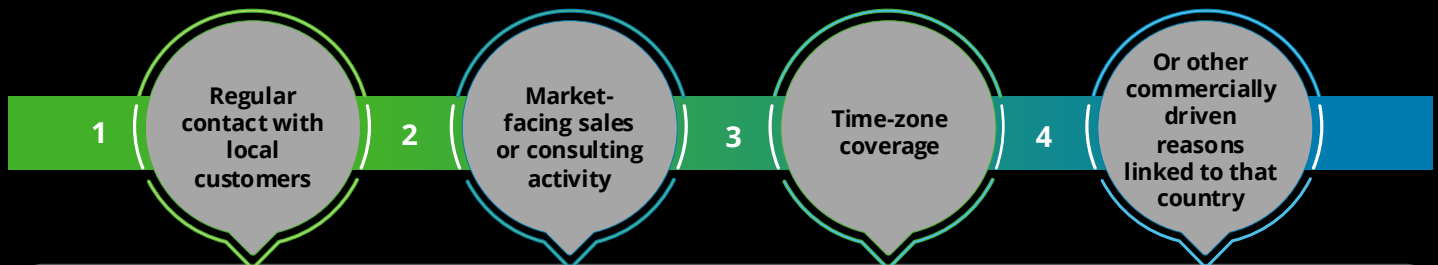 1
Regular
contact with
local
customers
2
Market-
facing sales
or consulting
activity
3
Time-zone
coverage
4
Or other
commercially
driven
reasons
linked to that
country